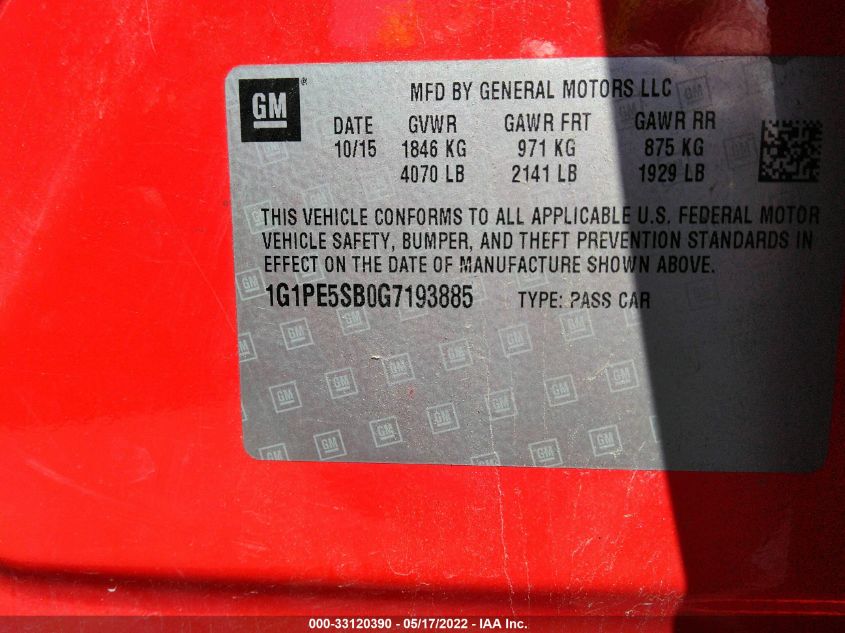 GM ®
MFD BY GENERAL MOTORS LLC
DATE GVWR GAWR FRT GAWR RR
10/15 1846 KG 971 KG 875 KG
4070 LB 2141 LB 1929 LB
THIS VEHICLE CONFORMS TO ALL APPLICABLE U.S. FEDERAL MOTOR
VEHICLE SAFETY, BUMPER, AND THEFT PREVENTION STANDARDS IN
EFFECT ON THE DATE OF MANUFACTURE SHOWN ABOVE.
1G1PE5SB0G7193885 TYPE: PASS CAR
000-33120390 - 05/17/2022 - IAA Inc.